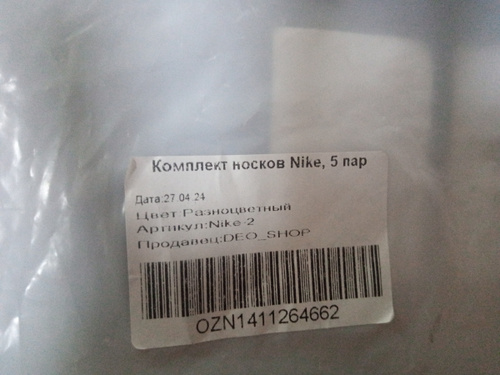 Комплект носков Nike, 5 пар
Дата:27 04 24
Цвет Разноцветный
Артикул:Nike-2
Продавец:DEO_SHOP
OZN1411264662